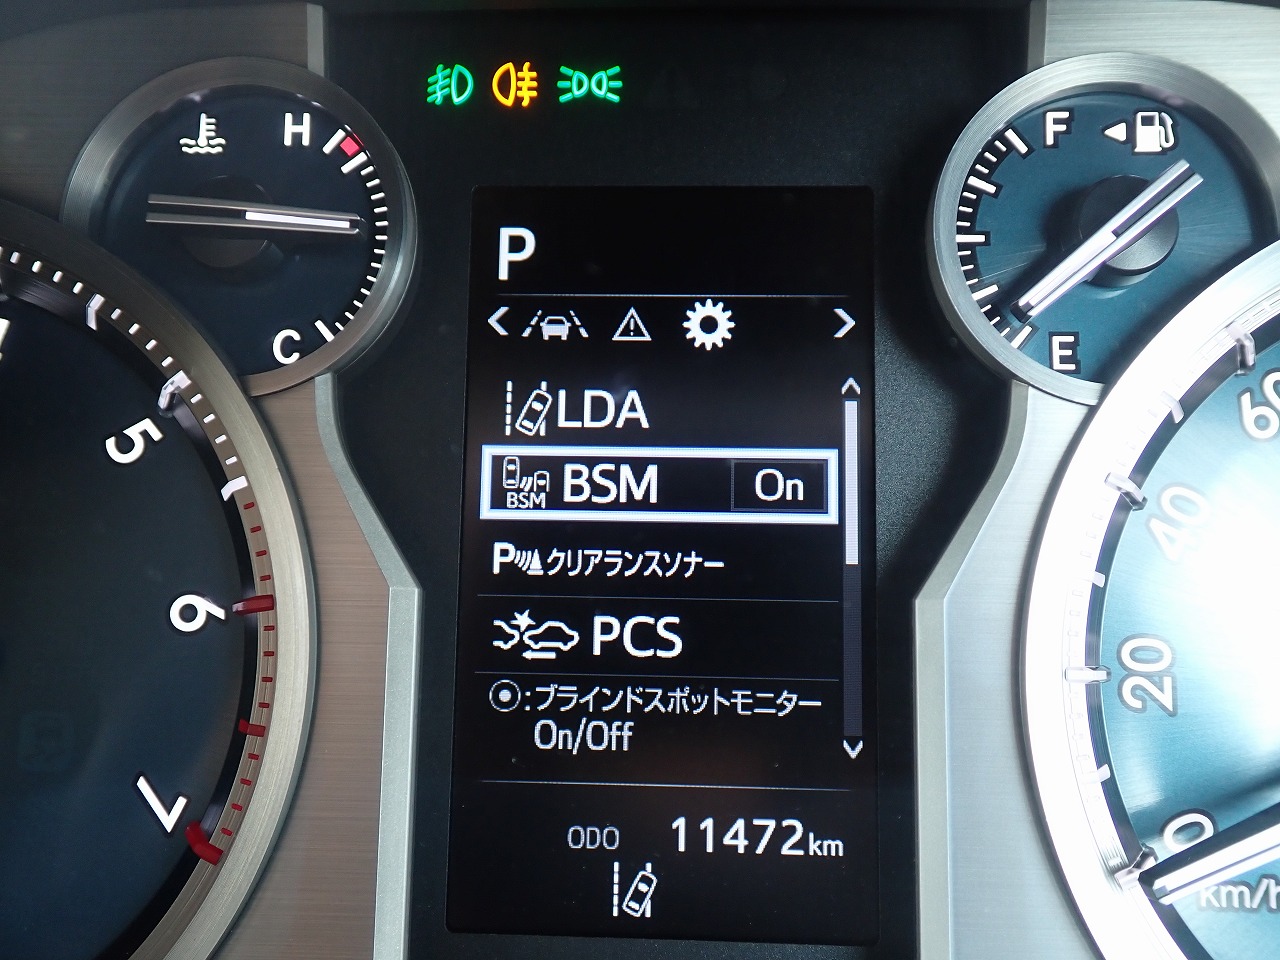 H
F
C
E
P
LDA
BSM
BSM On
P クリアランスソナー
PCS
:ブラインドスポットモニター
On/Off
ODO 11472km
5
6
7
60
40
20
0
km/h